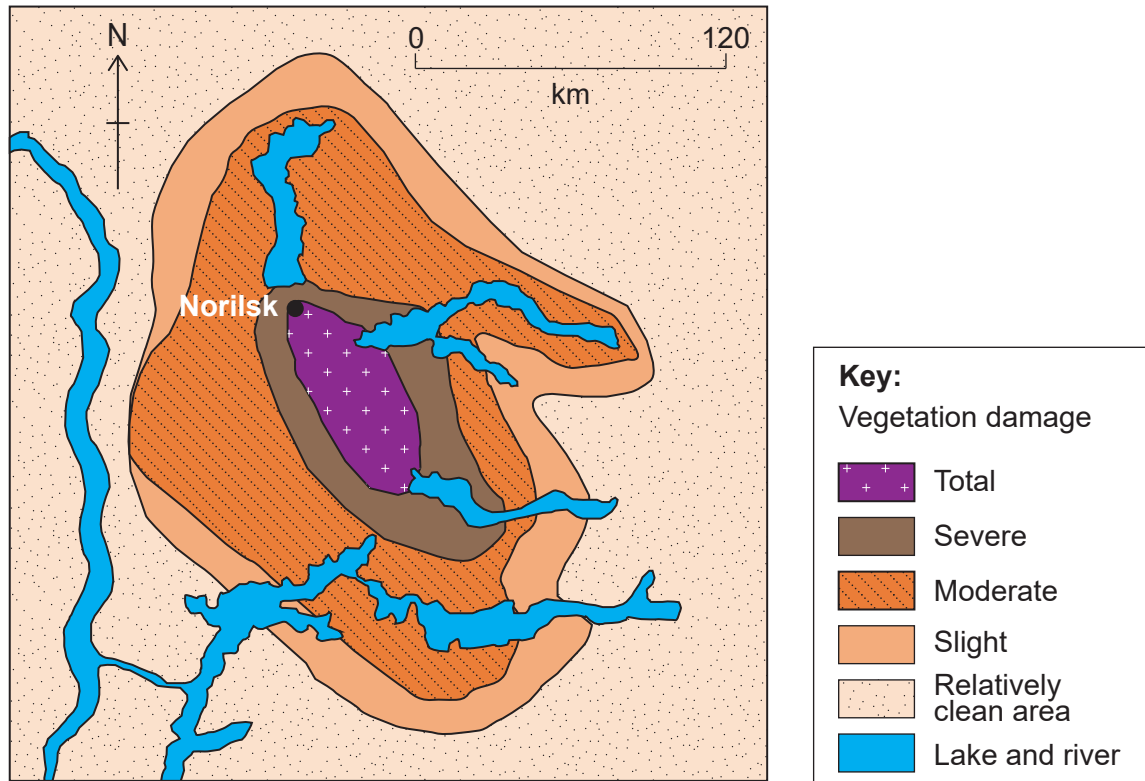 N
0 120
km
Norilsk
Key:
Vegetation damage
Total
Severe
Moderate
Slight
Relatively
clean area
Lake and river